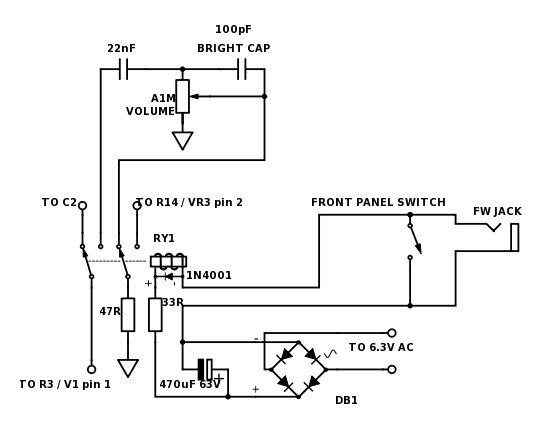 100pF
22nF
BRIGHT CAP
A1M
VOLUME
TO C2
TO R14 / VR3 pin 2
FRONT PANEL SWITCH
FW JACK
RY1
1N4001
+
-
47R
33R
-
TO 6.3V AC
TO R3 / V1 pin 1
470uF 63V
+
+
DB1